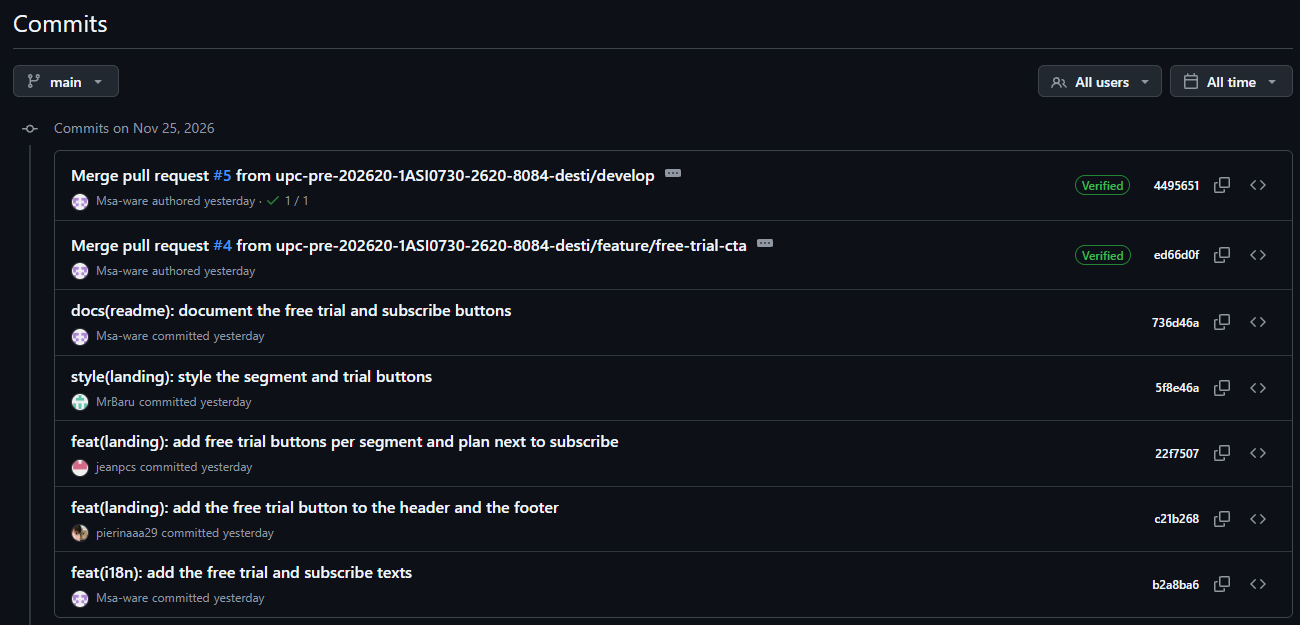 Commits
main
All users
All time
Commits on Nov 25, 2026
Merge pull request #5 from upc-pre-202620-1ASI0730-2620-8084-desti/develop
Msa-ware authored yesterday · 1 / 1
Verified
4495651
Merge pull request #4 from upc-pre-202620-1ASI0730-2620-8084-desti/feature/free-trial-cta
Msa-ware authored yesterday
Verified
ed66d0f
docs(readme): document the free trial and subscribe buttons
Msa-ware committed yesterday
736d46a
style(landing): style the segment and trial buttons
MrBaru committed yesterday
5f8e46a
feat(landing): add free trial buttons per segment and plan next to subscribe
jeanpcs committed yesterday
22f7507
feat(landing): add the free trial button to the header and the footer
pierinaaa29 committed yesterday
c21b268
feat(i18n): add the free trial and subscribe texts
Msa-ware committed yesterday
b2a8ba6